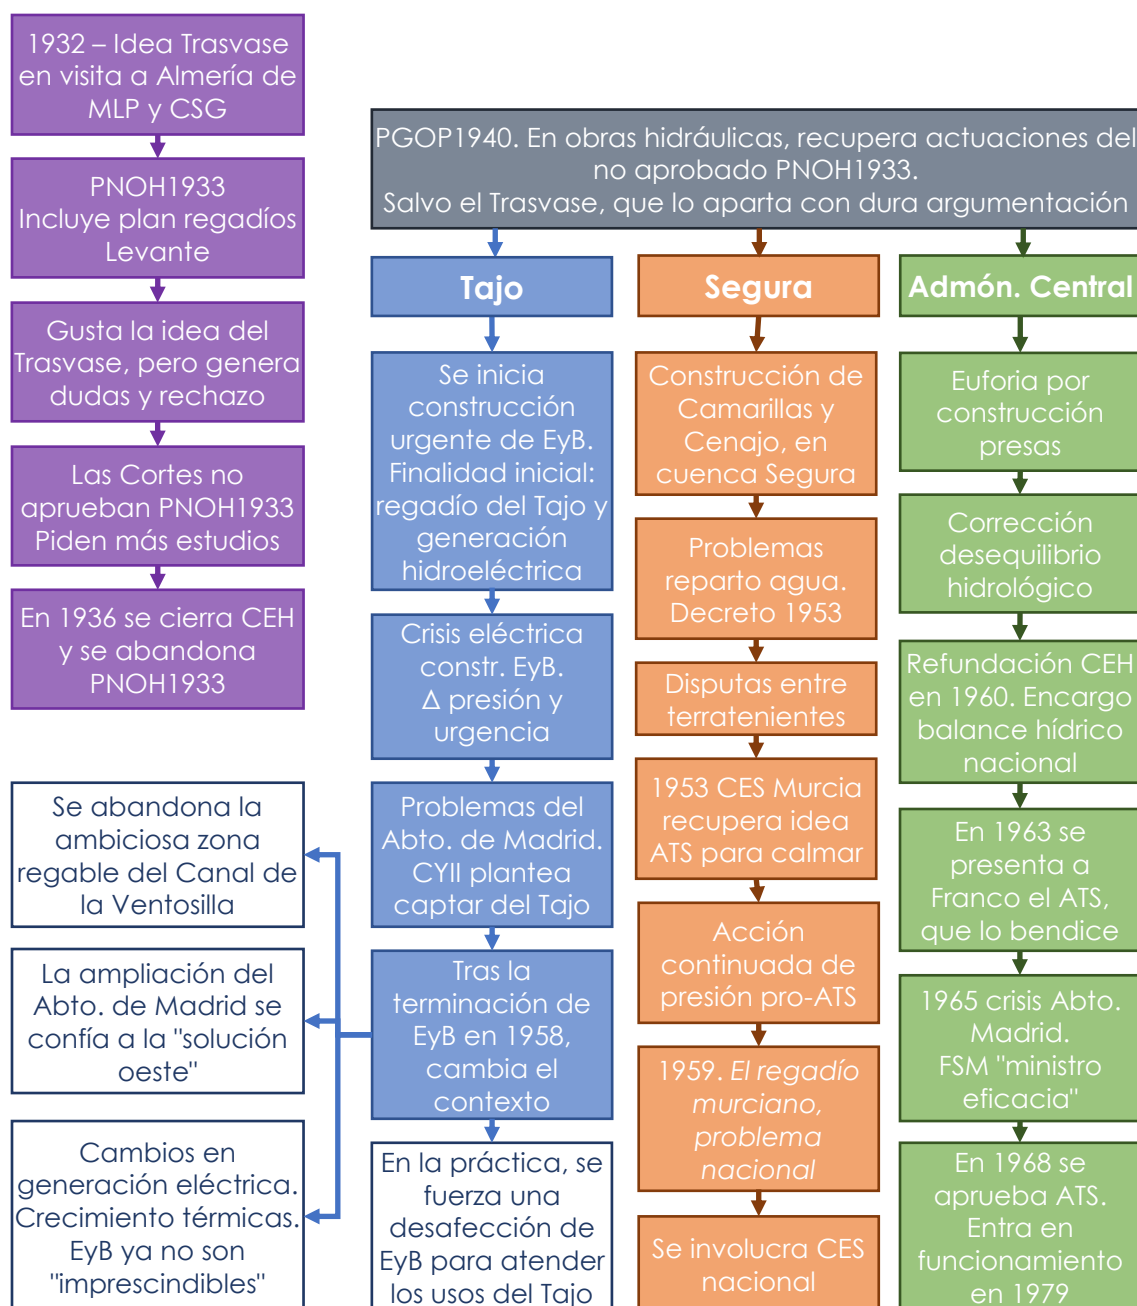 1932 – Idea Trasvase
en visita a Almería de
MLP y CSG
PNOH1933
Incluye plan regadíos
Levante
Gusta la idea del
Trasvase, pero genera
dudas y rechazo
Las Cortes no
aprueban PNOH1933
Piden más estudios
En 1936 se cierra CEH
y se abandona
PNOH1933
PGOP1940. En obras hidráulicas, recupera actuaciones del
no aprobado PNOH1933.
Salvo el Trasvase, que lo aparta con dura argumentación
Tajo
Se inicia
construcción
urgente de EyB.
Finalidad inicial:
regadío del Tajo y
generación
hidroeléctrica
Crisis eléctrica
constr. EyB.
Δ presión y
urgencia
Problemas del
Abto. de Madrid.
CYII plantea
captar del Tajo
Tras la
terminación de
EyB en 1958,
cambia el
contexto
Se abandona la
ambiciosa zona
regable del Canal de
la Ventosilla
La ampliación del
Abto. de Madrid se
confía a la "solución
oeste"
Cambios en
generación eléctrica.
Crecimiento térmicas.
EyB ya no son
"imprescindibles"
En la práctica, se
fuerza una
desafección de
EyB para atender
los usos del Tajo
Segura
Construcción de
Camarillas y
Cenajo, en
cuenca Segura
Problemas
reparto agua.
Decreto 1953
Disputas entre
terratenientes
1953 CES Murcia
recupera idea
ATS para calmar
Acción
continuada de
presión pro-ATS
1959. El regadío
murciano,
problema
nacional
Se involucra CES
nacional
Admón. Central
Euforia por
construcción
presas
Corrección
desequilibrio
hidrológico
Refundación CEH
en 1960. Encargo
balance hídrico
nacional
En 1963 se
presenta a
Franco el ATS,
que lo bendice
1965 crisis Abto.
Madrid.
FSM "ministro
eficacia"
En 1968 se
aprueba ATS.
Entra en
funcionamiento
en 1979